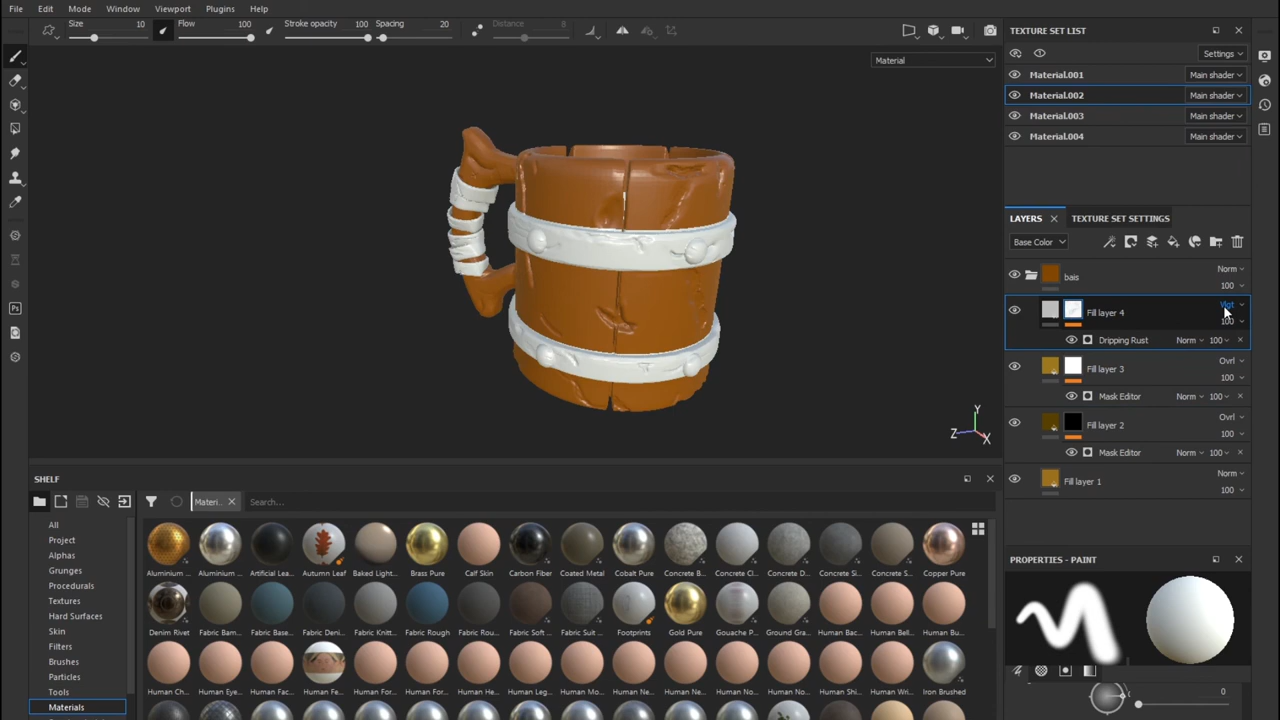 File Edit Mode Window Viewport Plugins Help
Size 10 Flow 100 Stroke opacity 100 Spacing 20 Distance 8
Material
TEXTURE SET LIST
Settings
Material.001 Main shader
Material.002 Main shader
Material.003 Main shader
Material.004 Main shader
LAYERS TEXTURE SET SETTINGS
Base Color
bais Norm
100
Fill layer 4
100
Dripping Rust Norm 100
Fill layer 3 Ovrl
100
Mask Editor Norm 100
Fill layer 2 Ovrl
100
Mask Editor Norm 100
Fill layer 1 Norm
100
Y
Z X
PROPERTIES - PAINT
0
SHELF
Ps
Materi.. Search...
All
Project
Alphas
Grunges
Procedurals
Textures
Hard Surfaces
Skin
Filters
Brushes
Particles
Tools
Materials
Aluminium ... Aluminium ... Artificial Lea... Autumn Leaf Baked Light... Brass Pure Calf Skin Carbon Fiber Coated Metal Cobalt Pure Concrete B... Concrete Cl... Concrete D... Concrete Si... Concrete S... Copper Pure
Denim Rivet Fabric Bam... Fabric Base... Fabric Deni... Fabric Knitt... Fabric Rough Fabric Rou... Fabric Soft ... Fabric Suit ... Footprints Gold Pure Gouache P... Ground Gra... Human Bac... Human Bell... Human Bu...
Human Ch... Human Eye... Human Fac... Human Fe... Human For... Human For... Human He... Human Leg... Human Mo... Human Ne... Human Ne... Human No... Human No... Human Shi... Human Wri... Iron Brushed